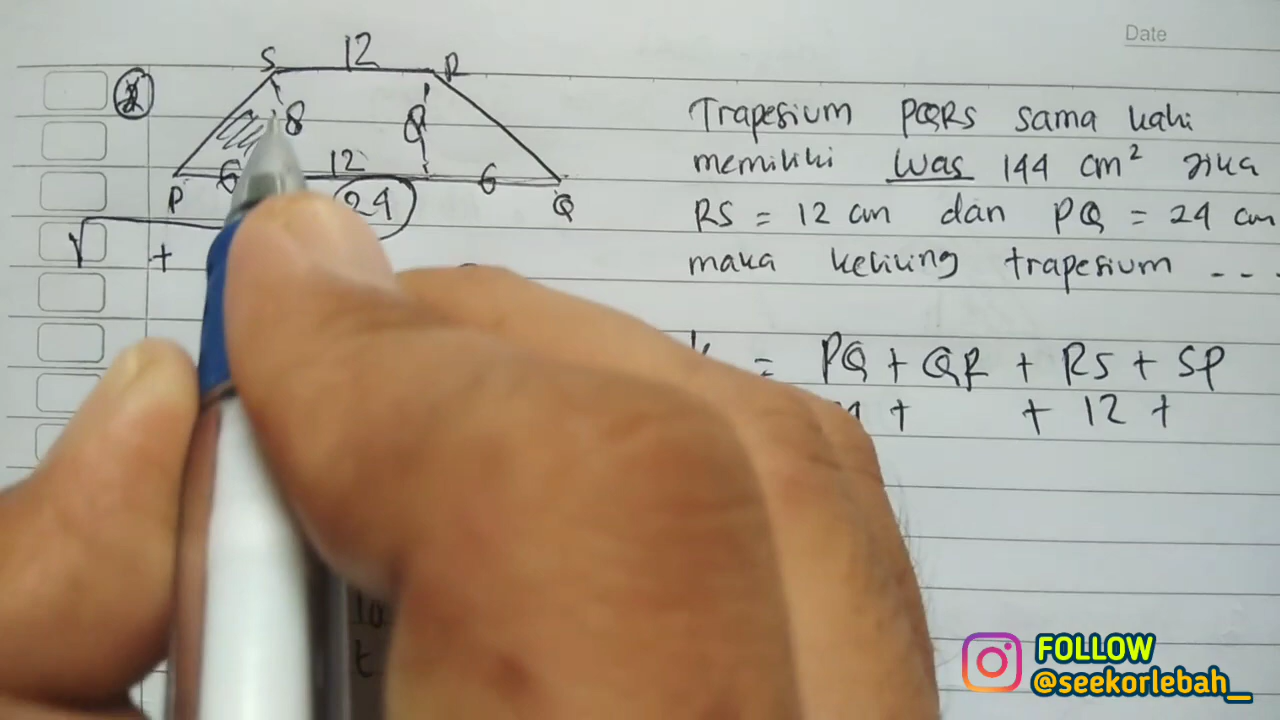 Date
S 12 R
8 8
6 12 6
P 24 Q
√ +
Trapesium PQRS sama kaki
memiliki luas 144 cm² jika
RS = 12 cm dan PQ = 24 cm
maka keliling trapesium ...
= PQ + QR + RS + SP
+ + 12 +
10
t
FOLLOW
@seekorlebah_